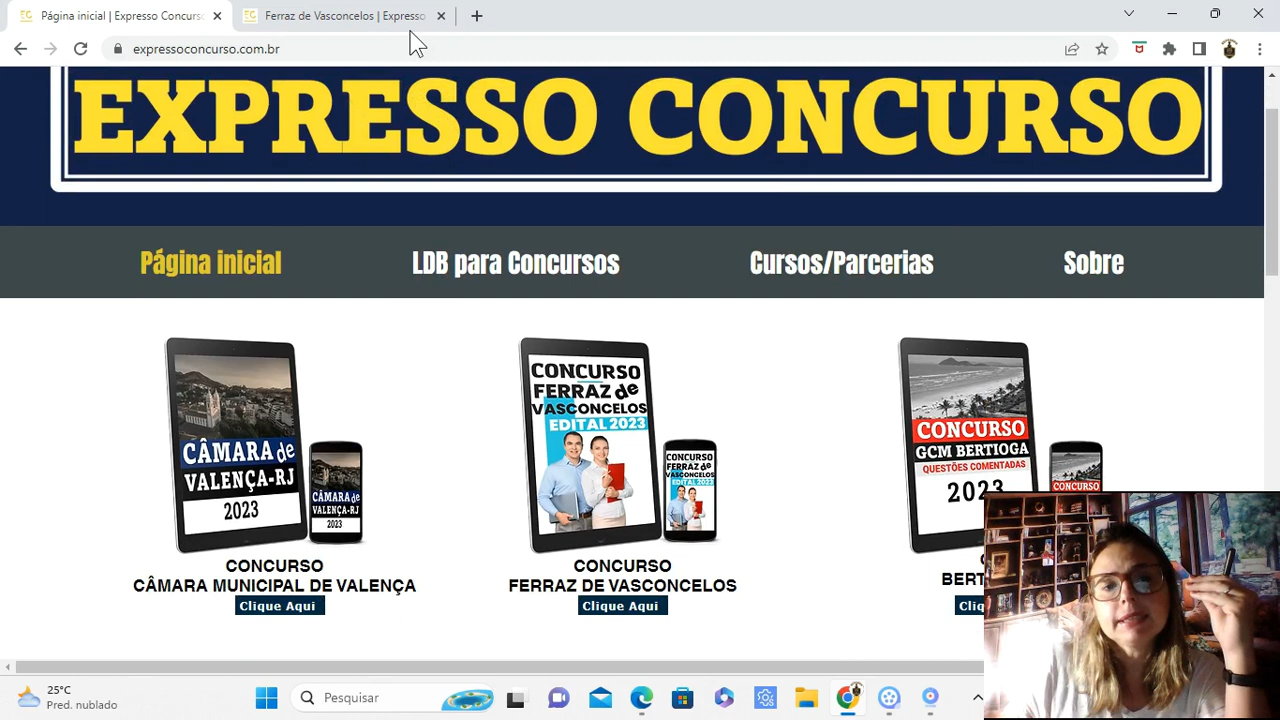 Página inicial | Expresso Concurs
Ferraz de Vasconcelos | Expresso
expressoconcurso.com.br
EXPRESSO CONCURSO
Página inicial
LDB para Concursos
Cursos/Parcerias
Sobre
CÂMARA de
VALENÇA-RJ
2023
CÂMARA de
VALENÇA-RJ
2023
CONCURSO
CÂMARA MUNICIPAL DE VALENÇA
Clique Aqui
CONCURSO
FERRAZ de
VASCONCELOS
EDITAL 2023
CONCURSO
FERRAZ de
VASCONCELOS
EDITAL 2023
CONCURSO
FERRAZ DE VASCONCELOS
Clique Aqui
CONCURSO
GCM BERTIOGA
QUESTÕES COMENTADAS
2023
CONCURSO
C
BERT
Cliq
25°C
Pred. nublado
Pesquisar